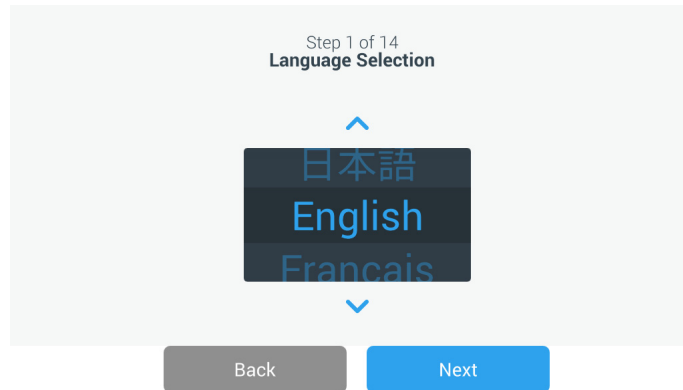 Step 1 of 14
Language Selection
日本語
English
Francais
Back
Next